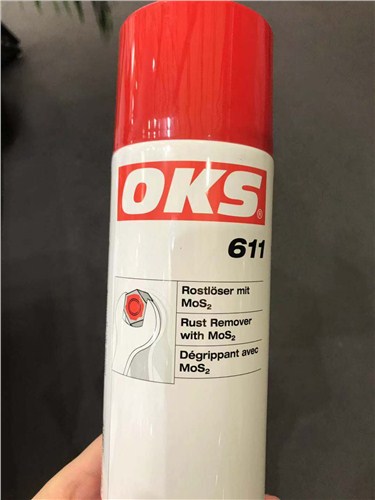 OKS®
611
Rostlöser mit
MoS₂
Rust Remover
with MoS₂
Dégrippant avec
MoS₂